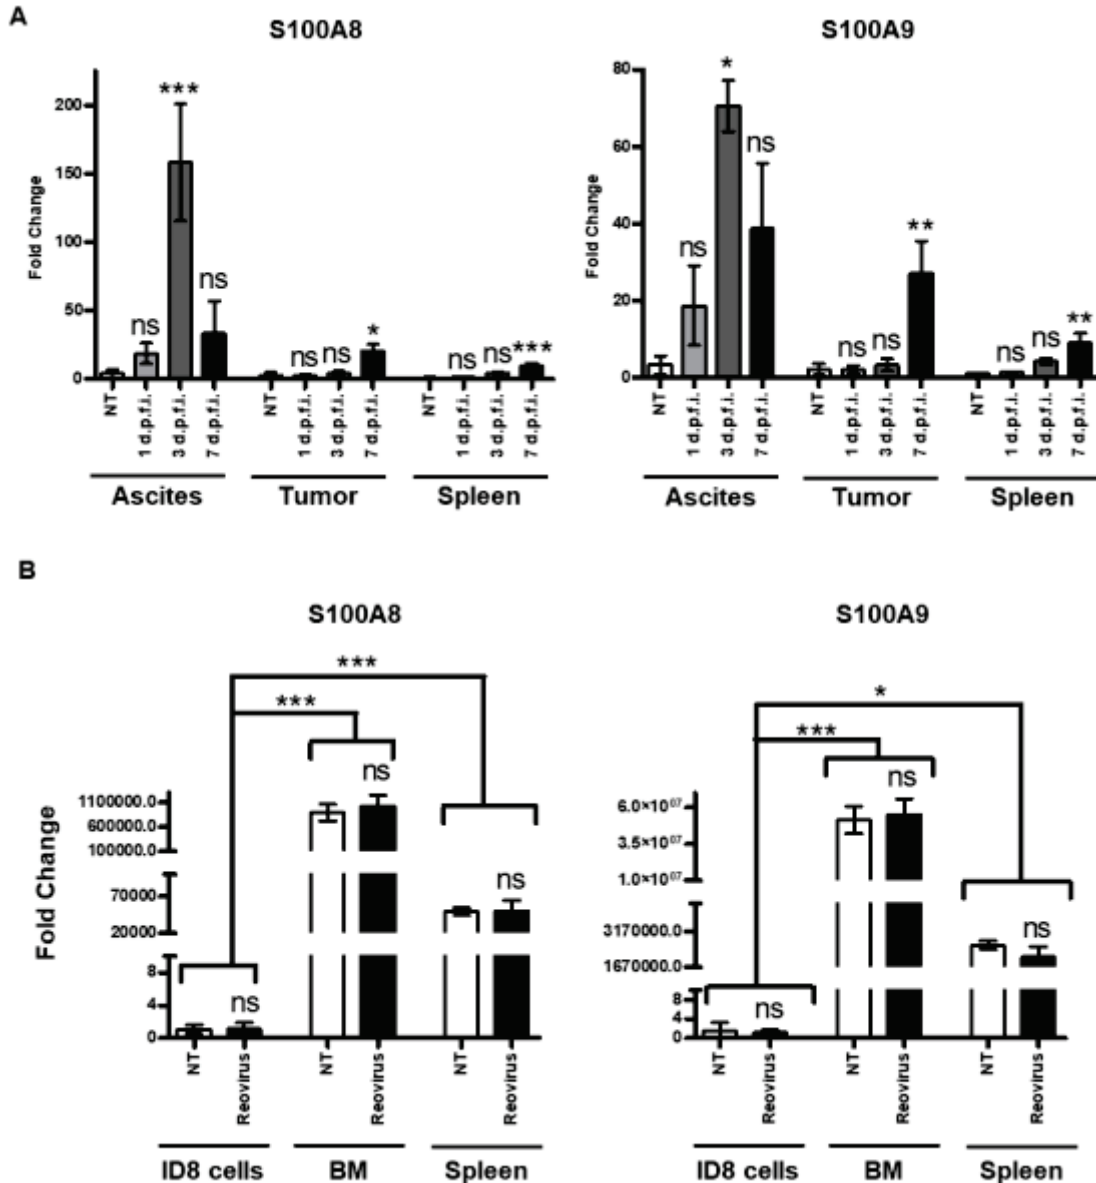 A
S100A8
S100A9
Fold Change
200
150
100
50
0
***
ns
ns
ns
ns
*
ns
ns
***
NT
1 d.p.f.i.
3 d.p.f.i.
7 d.p.f.i.
NT
1 d.p.f.i.
3 d.p.f.i.
7 d.p.f.i.
NT
1 d.p.f.i.
3 d.p.f.i.
7 d.p.f.i.
Ascites
Tumor
Spleen
Fold Change
80
60
40
20
0
ns
*
ns
ns
ns
**
ns
ns
**
NT
1 d.p.f.i.
3 d.p.f.i.
7 d.p.f.i.
NT
1 d.p.f.i.
3 d.p.f.i.
7 d.p.f.i.
NT
1 d.p.f.i.
3 d.p.f.i.
7 d.p.f.i.
Ascites
Tumor
Spleen
B
S100A8
S100A9
Fold Change
***
***
ns
ns
ns
1100000.0
600000.0
100000.0
70000
20000
8
4
0
NT
Reovirus
NT
Reovirus
NT
Reovirus
ID8 cells
BM
Spleen
*
***
ns
ns
ns
6.0×10⁰⁷
3.5×10⁰⁷
1.0×10⁰⁷
3170000.0
1670000.0
8
4
0
NT
Reovirus
NT
Reovirus
NT
Reovirus
ID8 cells
BM
Spleen